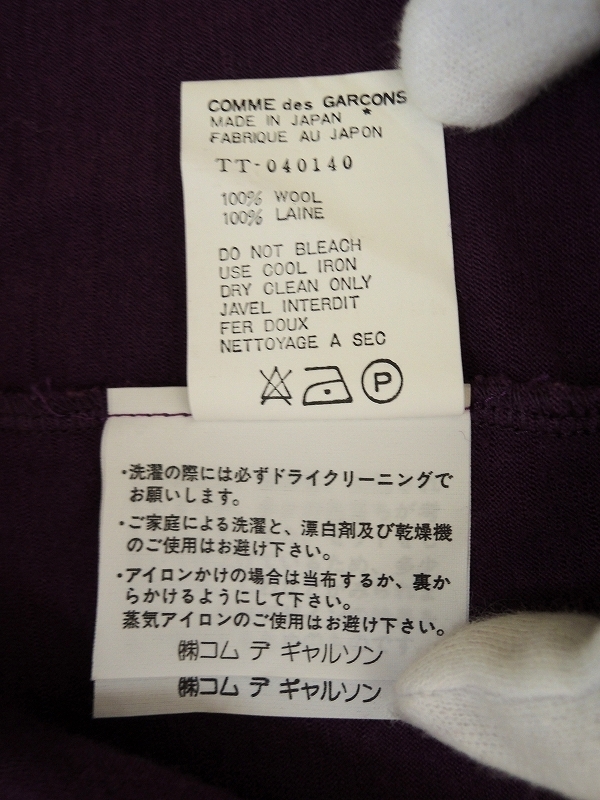 COMME des GARÇONS
MADE IN JAPAN *
FABRIQUE AU JAPON
TT-040140
100% WOOL
100% LAINE
DO NOT BLEACH
USE COOL IRON
DRY CLEAN ONLY
JAVEL INTERDIT
FER DOUX
NETTOYAGE A SEC
P
・洗濯の際には必ずドライクリーニングで
お願いします。
・ご家庭による洗濯と、漂白剤及び乾燥機
のご使用はお避け下さい。
・アイロンかけの場合は当布するか、裏か
らかけるようにして下さい。
蒸気アイロンのご使用はお避け下さい。
㈱コム デ ギャルソン
㈱コム デ ギャルソン